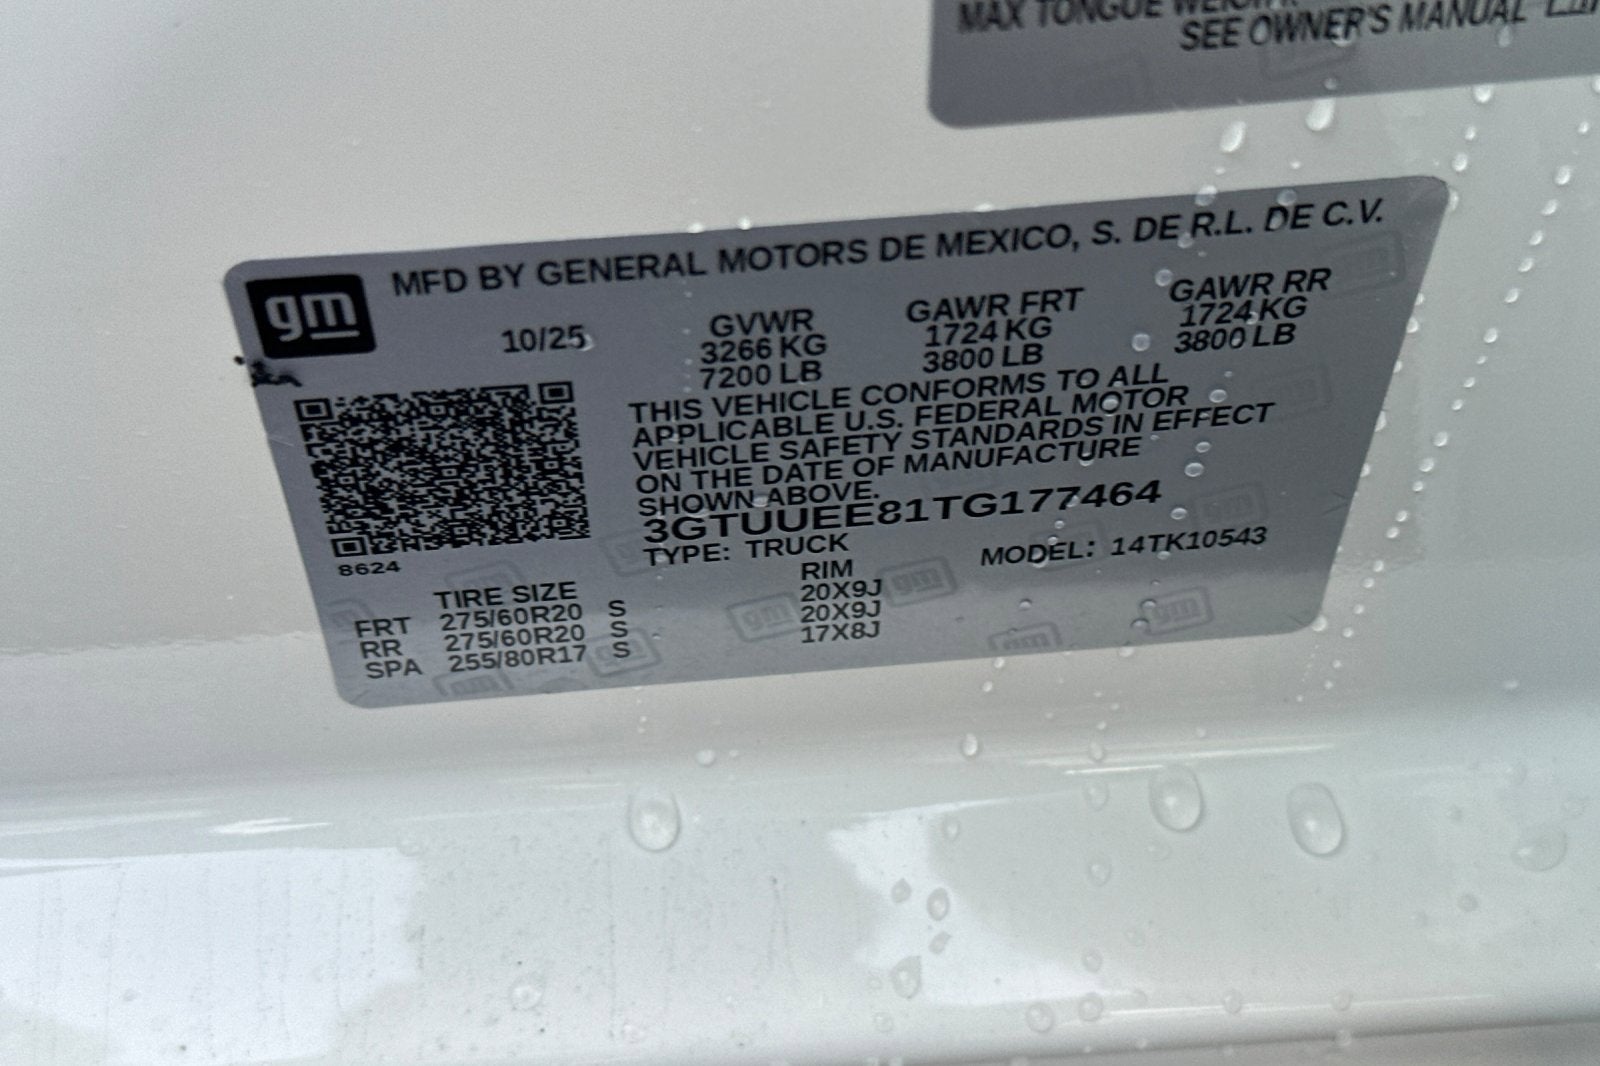 MAX TONGUE WEIGHT:
SEE OWNER'S MANUAL
gm
MFD BY GENERAL MOTORS DE MEXICO, S. DE R.L. DE C.V.
10/25
GVWR GAWR FRT GAWR RR
3266 KG 1724 KG 1724 KG
7200 LB 3800 LB 3800 LB
THIS VEHICLE CONFORMS TO ALL
APPLICABLE U.S. FEDERAL MOTOR
VEHICLE SAFETY STANDARDS IN EFFECT
ON THE DATE OF MANUFACTURE
SHOWN ABOVE.
3GTUUEE81TG177464
8624
TYPE: TRUCK MODEL: 14TK10543
TIRE SIZE RIM
FRT 275/60R20 S 20X9J
RR 275/60R20 S 20X9J
SPA 255/80R17 S 17X8J